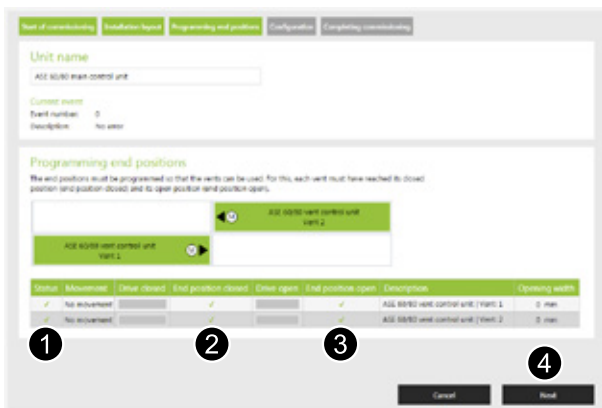 Start of commissioning
Installation layout
Programming end positions
Configuration
Completing commissioning
Unit name
ASE 60/80 main control unit
Current event
Event number: 0
Description: No error
Programming end positions
The end positions must be programmed so that the vents can be used. For this, each vent must have reached its closed
position (end position closed) and its open position (end position open).
ASE 60/80 vent control unit
Vent 2
M
ASE 60/80 vent control unit
Vent 1
M
Status Movement Drive closed End position closed Drive open End position open Description Opening width
✓ No movement ✓ ✓ ASE 60/80 vent control unit | Vent: 1 0 mm
✓ No movement ✓ ✓ ASE 60/80 vent control unit | Vent: 2 0 mm
1 2 3 4
Cancel Next